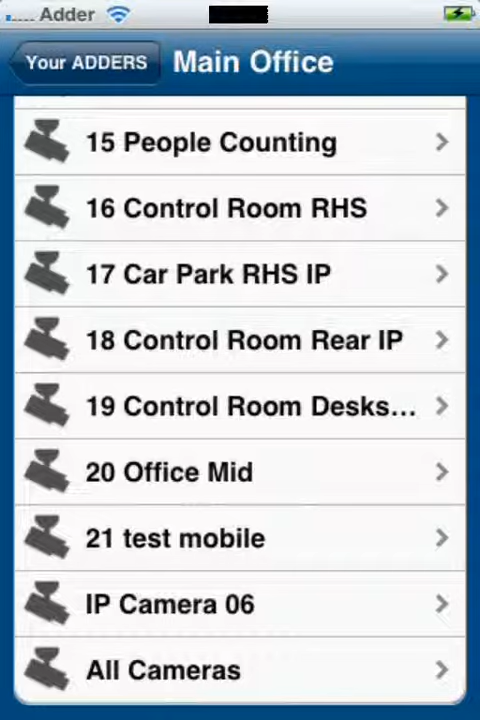 Adder
Your ADDERS
Main Office
15 People Counting
16 Control Room RHS
17 Car Park RHS IP
18 Control Room Rear IP
19 Control Room Desks...
20 Office Mid
21 test mobile
IP Camera 06
All Cameras